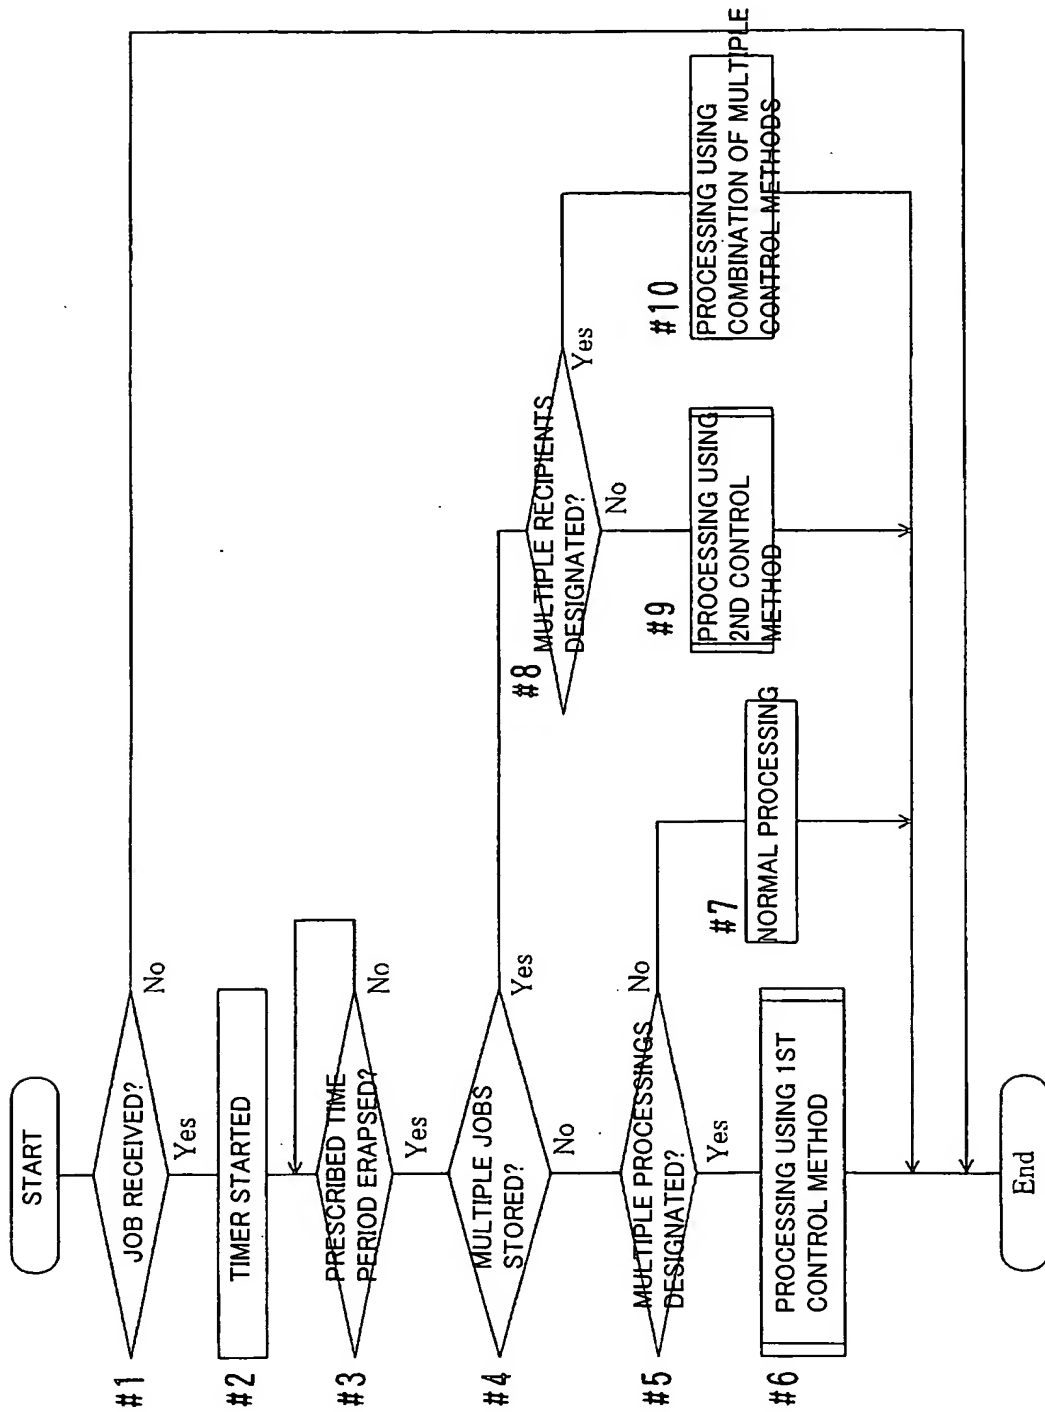 START
#1
JOB RECEIVED?
No
Yes
#2
TIMER STARTED
#3
PRESCRIBED TIME
PERIOD ERAPSED?
No
Yes
#4
MULTIPLE JOBS
STORED?
Yes
No
#5
MULTIPLE PROCESSINGS
DESIGNATED?
No
Yes
#6
PROCESSING USING 1ST
CONTROL METHOD
#7
NORMAL PROCESSING
#8
MULTIPLE RECIPIENTS
DESIGNATED?
Yes
No
#9
PROCESSING USING
2ND CONTROL
METHOD
#10
PROCESSING USING
COMBINATION OF MULTIPLE
CONTROL METHODS
End